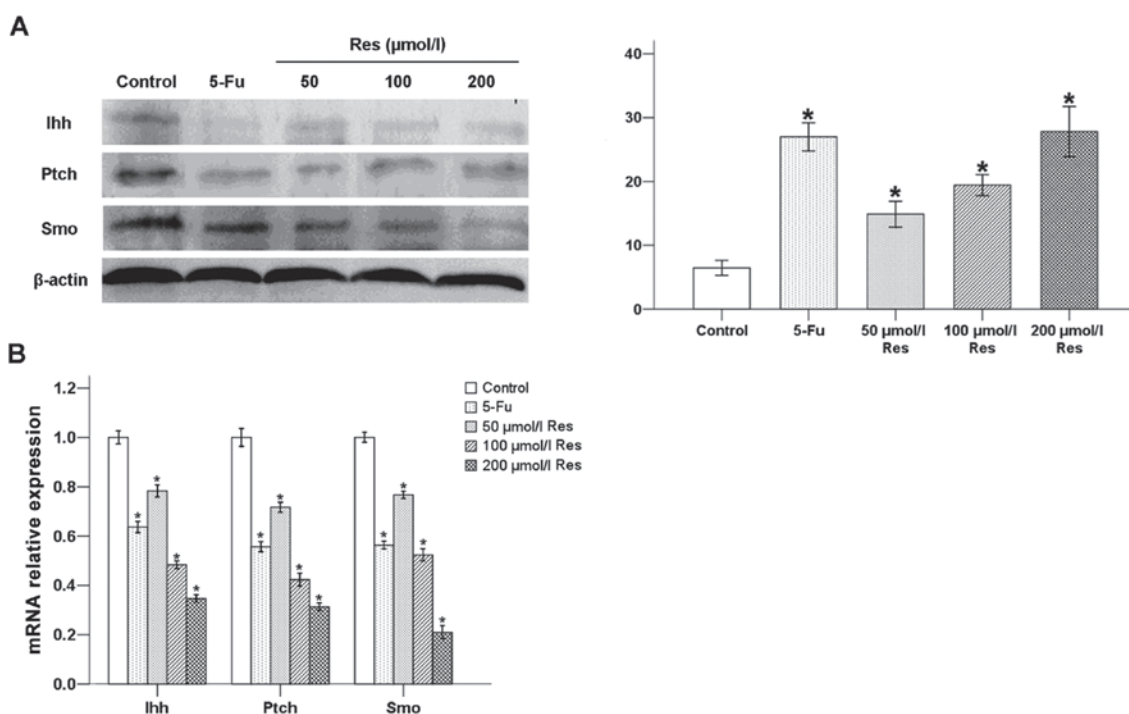 A
Res (µmol/l)
Control 5-Fu 50 100 200
Ihh
Ptch
Smo
β-actin
40
30
20
10
0
* * * *
Control 5-Fu 50 µmol/l 100 µmol/l 200 µmol/l
Res Res Res
B
mRNA relative expression
1.2
1.0
0.8
0.6
0.4
0.2
0.0
* * * *
* * * *
* * * *
Ihh Ptch Smo
Control
5-Fu
50 µmol/l Res
100 µmol/l Res
200 µmol/l Res